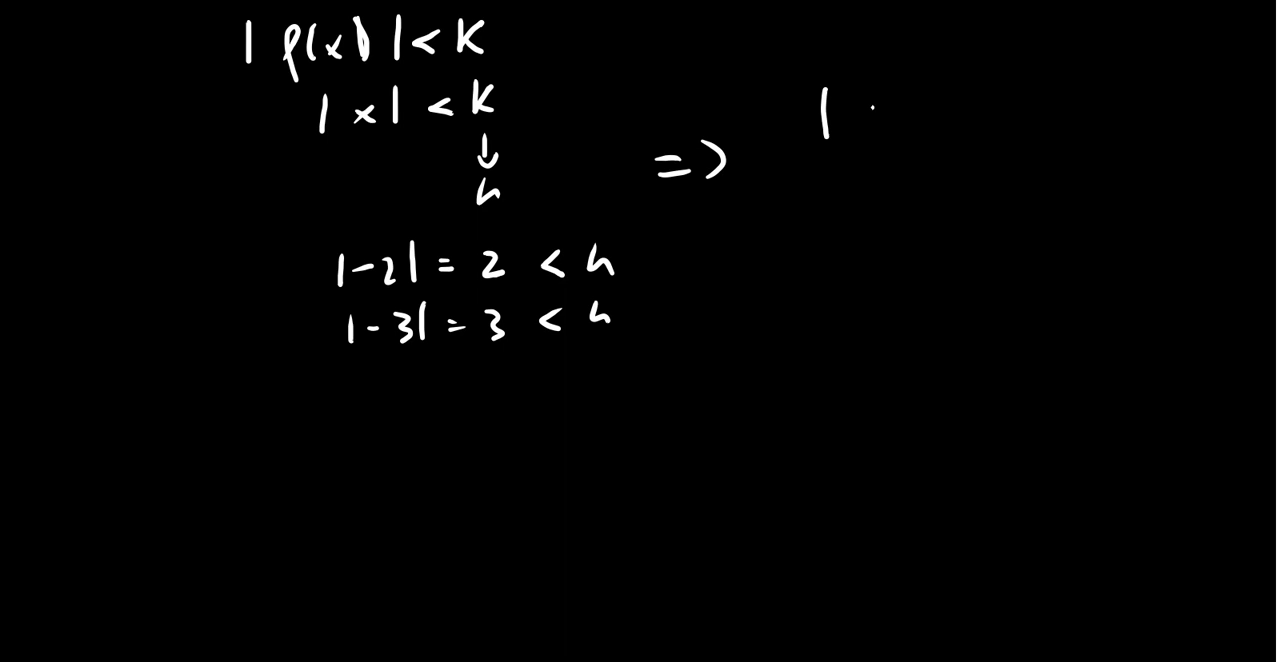 | f(x) | < K
| x | < K
↓
4
=> | ·
|-2| = 2 < 4
|-3| = 3 < 4